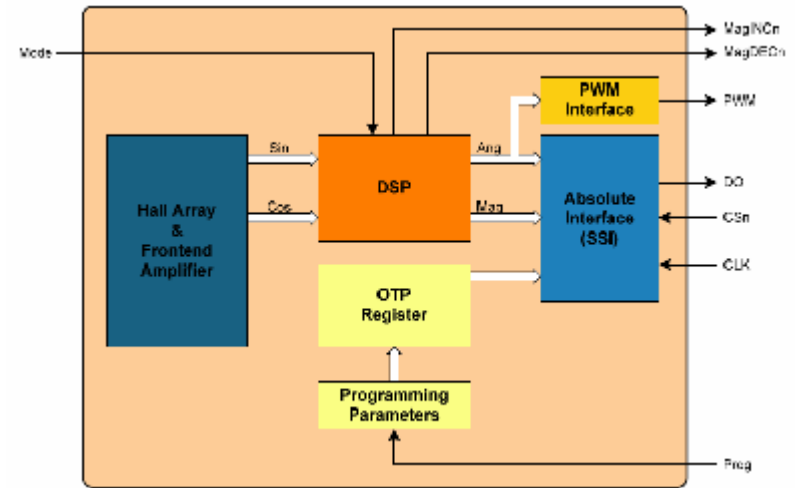 MagINCn
Mode
MagDECn
PWM
Interface
PWM
Sin
Ang
DSP
Absolute
Interface
(SSI)
DO
Hall Array
&
Frontend
Amplifier
Cos
Mag
CSn
CLK
OTP
Register
Programming
Parameters
Prog